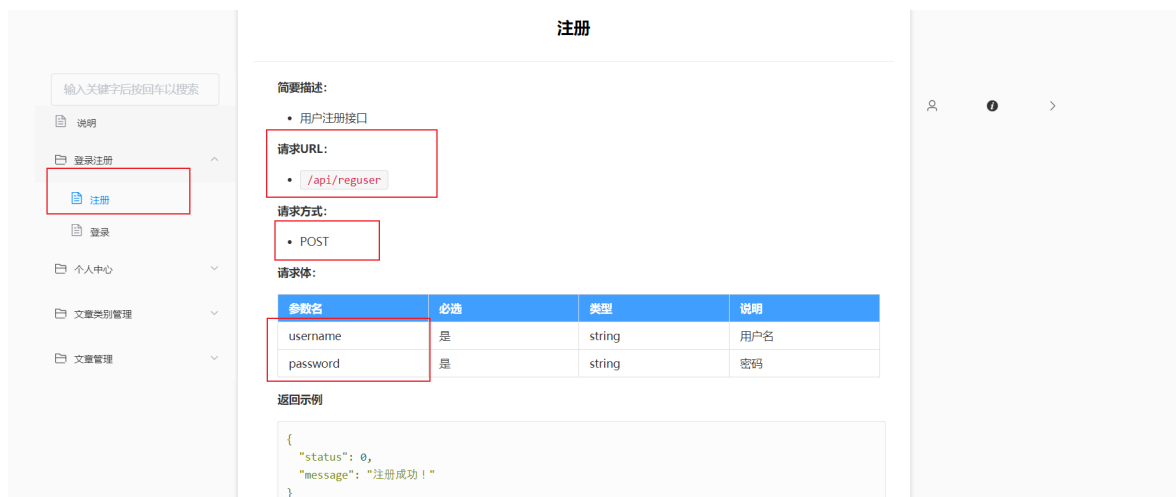 注册
输入关键字后按回车以搜索
说明
登录注册
注册
登录
个人中心
文章类别管理
文章管理
简要描述：
• 用户注册接口
请求URL：
• /api/reguser
请求方式：
• POST
请求体：
参数名 必选 类型 说明
username 是 string 用户名
password 是 string 密码
返回示例
{
"status": 0,
"message": "注册成功！"
}